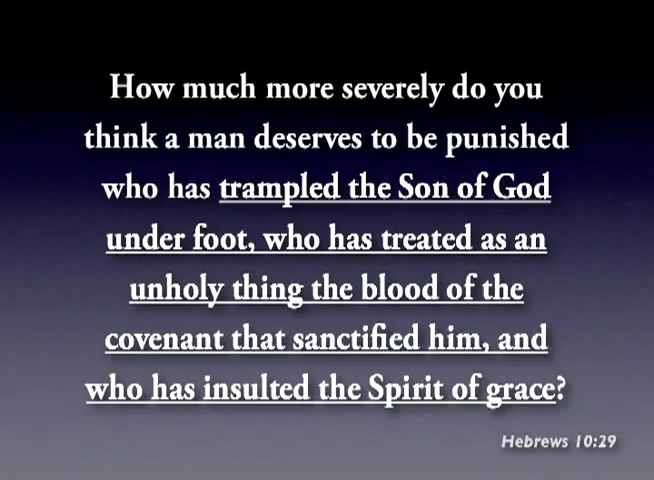 How much more severely do you
think a man deserves to be punished
who has trampled the Son of God
under foot, who has treated as an
unholy thing the blood of the
covenant that sanctified him, and
who has insulted the Spirit of grace?
Hebrews 10:29